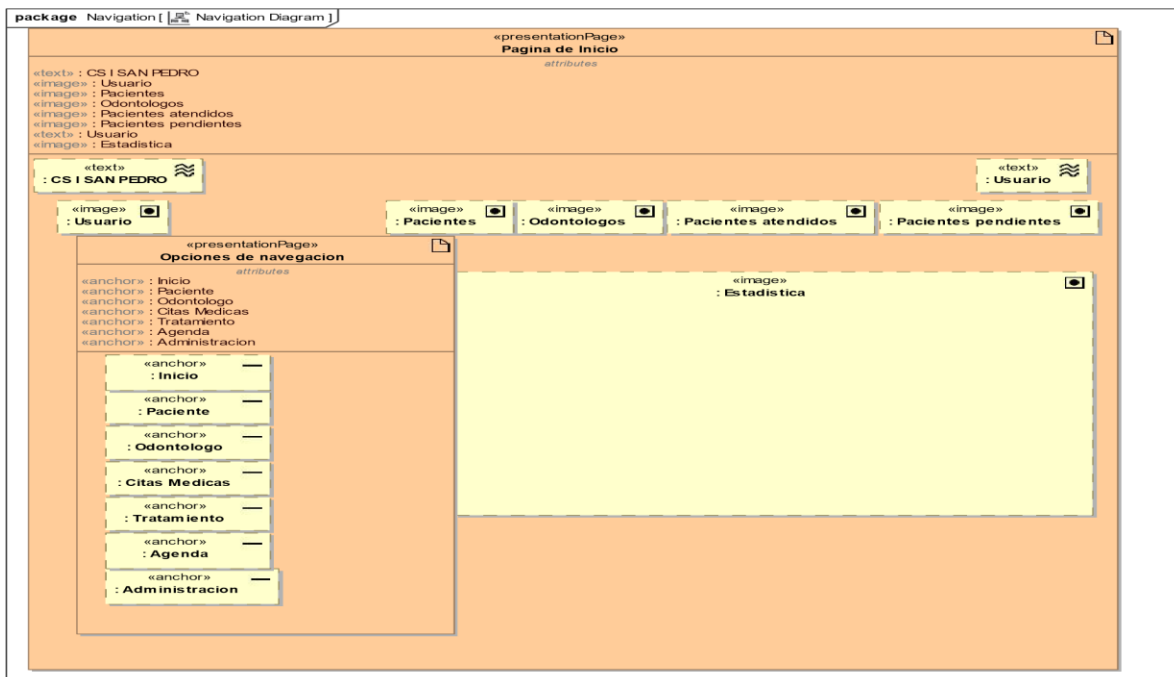 package Navigation [ Navigation Diagram ]
«presentationPage»
Pagina de Inicio
attributes
«text» : CS I SAN PEDRO
«image» : Usuario
«image» : Pacientes
«image» : Odontologos
«image» : Pacientes atendidos
«image» : Pacientes pendientes
«text» : Usuario
«image» : Estadistica
«text»
: CS I SAN PEDRO
«text»
: Usuario
«image»
: Usuario
«image»
: Pacientes
«image»
: Odontologos
«image»
: Pacientes atendidos
«image»
: Pacientes pendientes
«presentationPage»
Opciones de navegacion
attributes
«anchor» : Inicio
«anchor» : Paciente
«anchor» : Odontologo
«anchor» : Citas Medicas
«anchor» : Tratamiento
«anchor» : Agenda
«anchor» : Administracion
«image»
: Estadistica
«anchor»
: Inicio
«anchor»
: Paciente
«anchor»
: Odontologo
«anchor»
: Citas Medicas
«anchor»
: Tratamiento
«anchor»
: Agenda
«anchor»
: Administracion